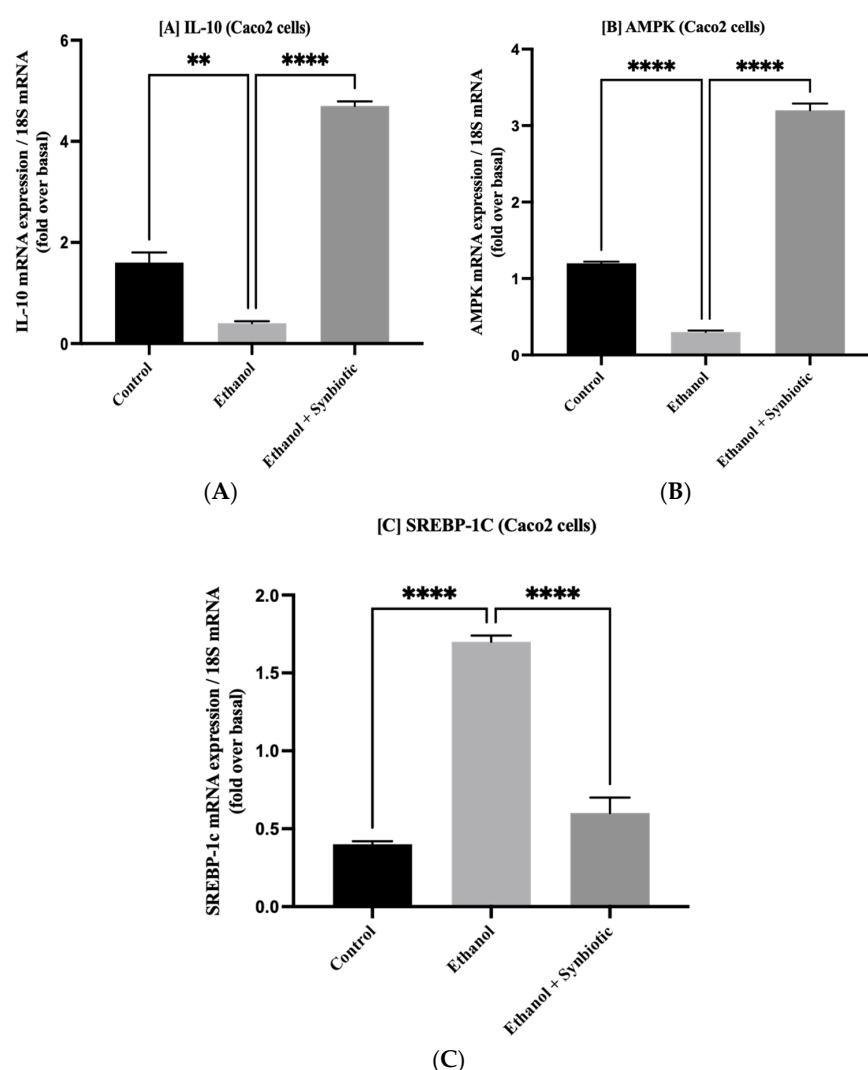 [A] IL-10 (Caco2 cells)
IL-10 mRNA expression / 18S mRNA
(fold over basal)
6
4
2
0
** ****
Control
Ethanol
Ethanol + Synbiotic
(A)
[B] AMPK (Caco2 cells)
AMPK mRNA expression / 18S mRNA
(fold over basal)
4
3
2
1
0
**** ****
Control
Ethanol
Ethanol + Synbiotic
(B)
[C] SREBP-1C (Caco2 cells)
SREBP-1c mRNA expression / 18S mRNA
(fold over basal)
2.0
1.5
1.0
0.5
0.0
**** ****
Control
Ethanol
Ethanol + Synbiotic
(C)